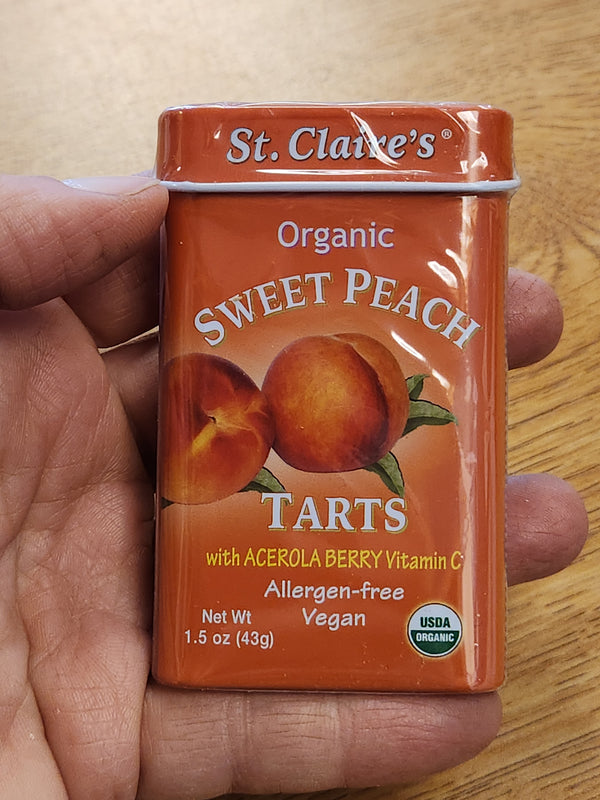 St. Claire's®
Organic
SWEET PEACH
TARTS
with ACEROLA BERRY Vitamin C
Allergen-free
Vegan
Net Wt
1.5 oz (43g)
USDA
ORGANIC